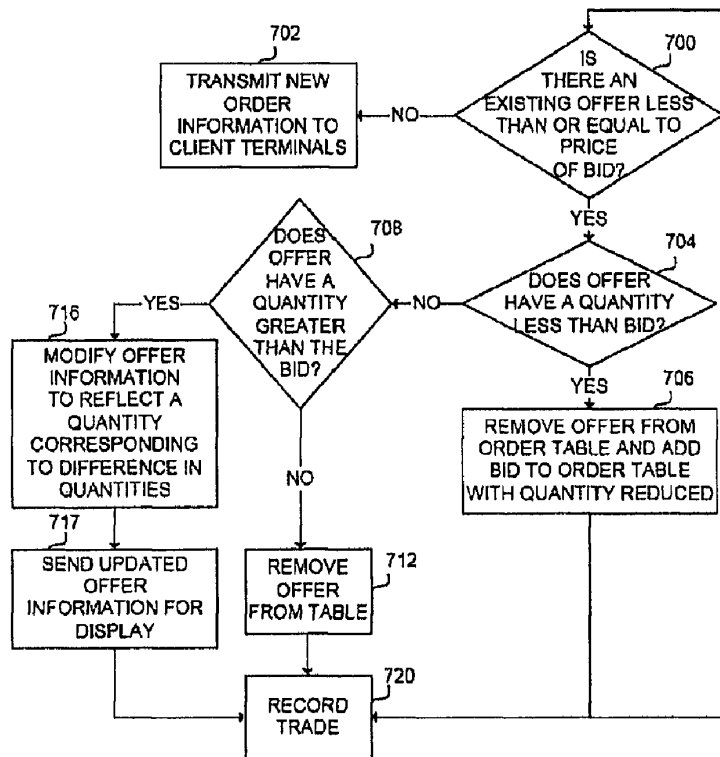 702
TRANSMIT NEW
ORDER
INFORMATION TO
CLIENT TERMINALS
NO
700
IS
THERE AN
EXISTING OFFER LESS
THAN OR EQUAL TO
PRICE
OF BID?
YES
708
DOES
OFFER
HAVE A
QUANTITY
GREATER
THAN THE
BID?
NO
704
DOES OFFER
HAVE A QUANTITY
LESS THAN BID?
YES
716
MODIFY OFFER
INFORMATION
TO REFLECT A
QUANTITY
CORRESPONDING
TO DIFFERENCE IN
QUANTITIES
YES
706
REMOVE OFFER FROM
ORDER TABLE AND ADD
BID TO ORDER TABLE
WITH QUANTITY REDUCED
NO
717
SEND UPDATED
OFFER
INFORMATION FOR
DISPLAY
REMOVE
OFFER
FROM TABLE
712
RECORD
TRADE
720